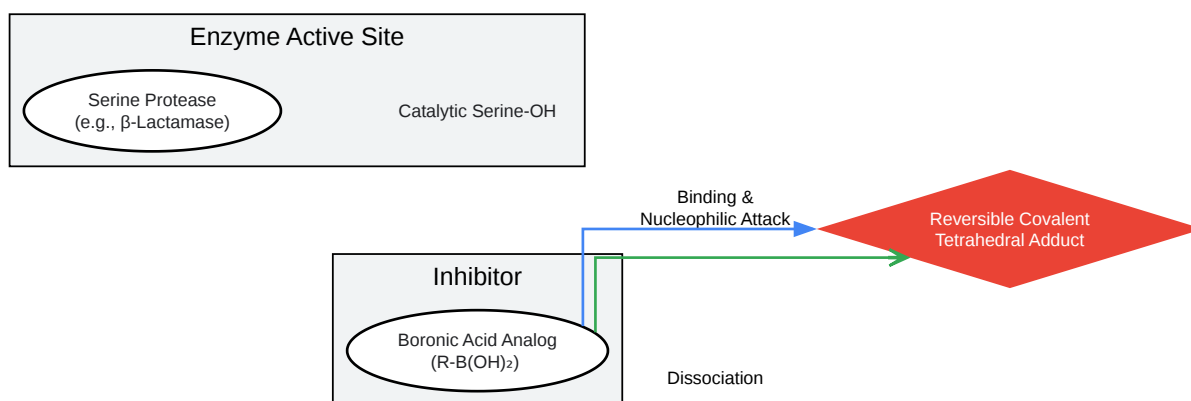 Enzyme Active Site
Serine Protease
(e.g., β-Lactamase)
Catalytic Serine-OH
Binding &
Nucleophilic Attack
Reversible Covalent
Tetrahedral Adduct
Inhibitor
Boronic Acid Analog
(R-B(OH)₂)
Dissociation